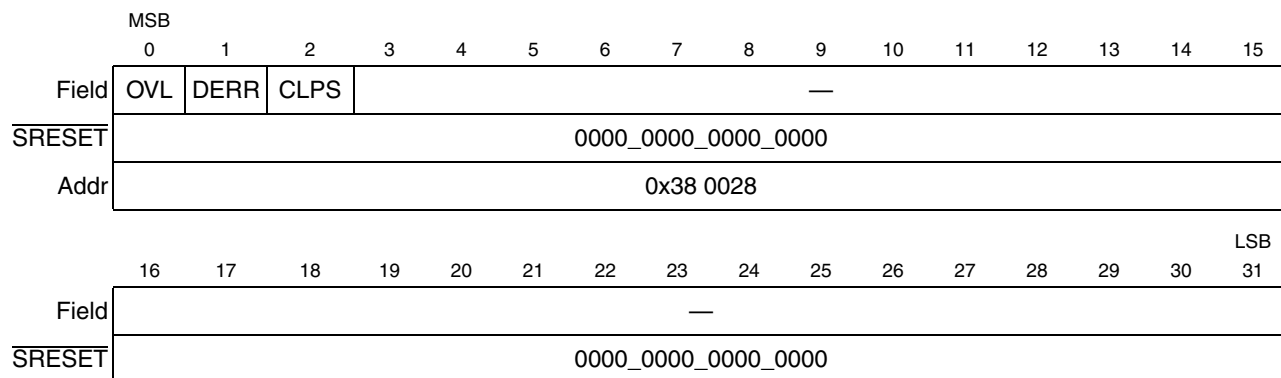 MSB
0 1 2 3 4 5 6 7 8 9 10 11 12 13 14 15
Field OVL DERR CLPS —
SRESET 0000_0000_0000_0000
Addr 0x38 0028
LSB
16 17 18 19 20 21 22 23 24 25 26 27 28 29 30 31
Field —
SRESET 0000_0000_0000_0000